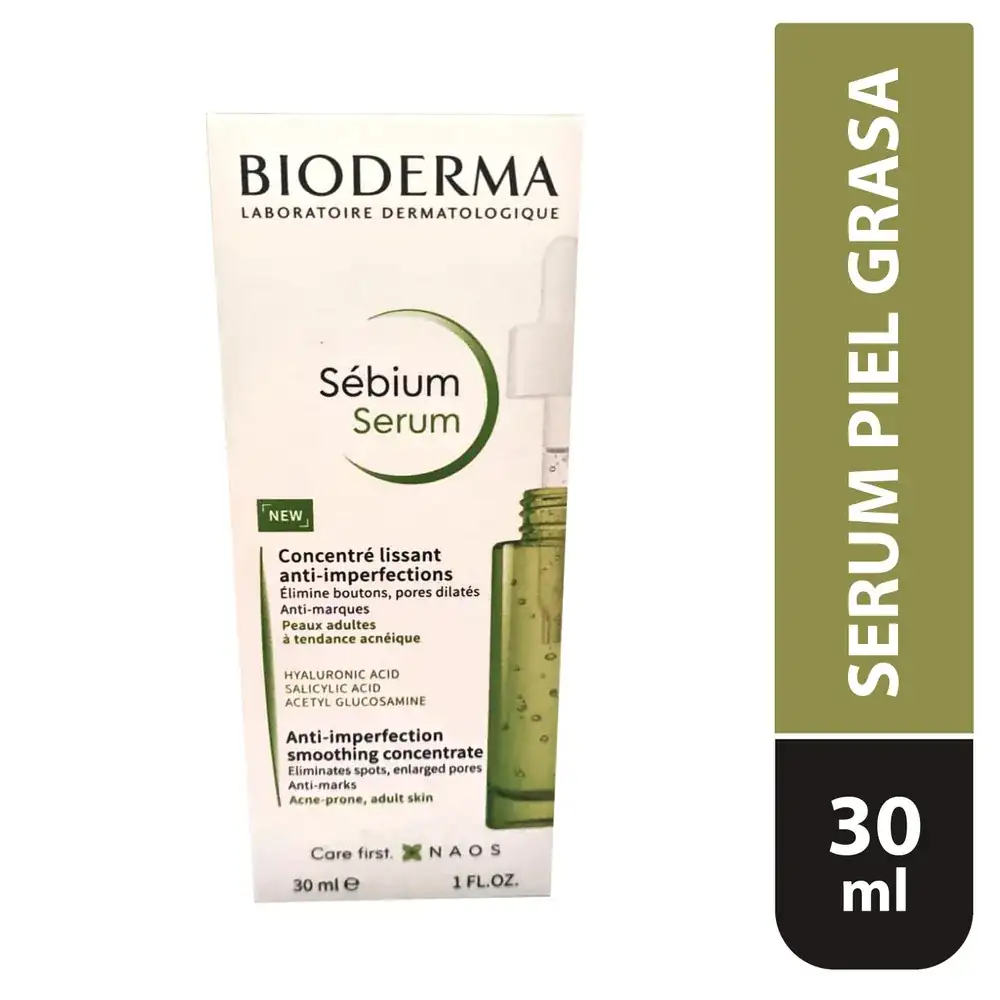 BIODERMA
LABORATOIRE DERMATOLOGIQUE
Sébium
Serum
NEW
Concentré lissant
anti-imperfections
Élimine boutons, pores dilatés
Anti-marques
Peaux adultes
à tendance acnéique
HYALURONIC ACID
SALICYLIC ACID
ACETYL GLUCOSAMINE
Anti-imperfection
smoothing concentrate
Eliminates spots, enlarged pores
Anti-marks
Acne-prone, adult skin
Care first. NAOS
30 ml ℮ 1 FL.OZ.
SERUM PIEL GRASA
30
ml